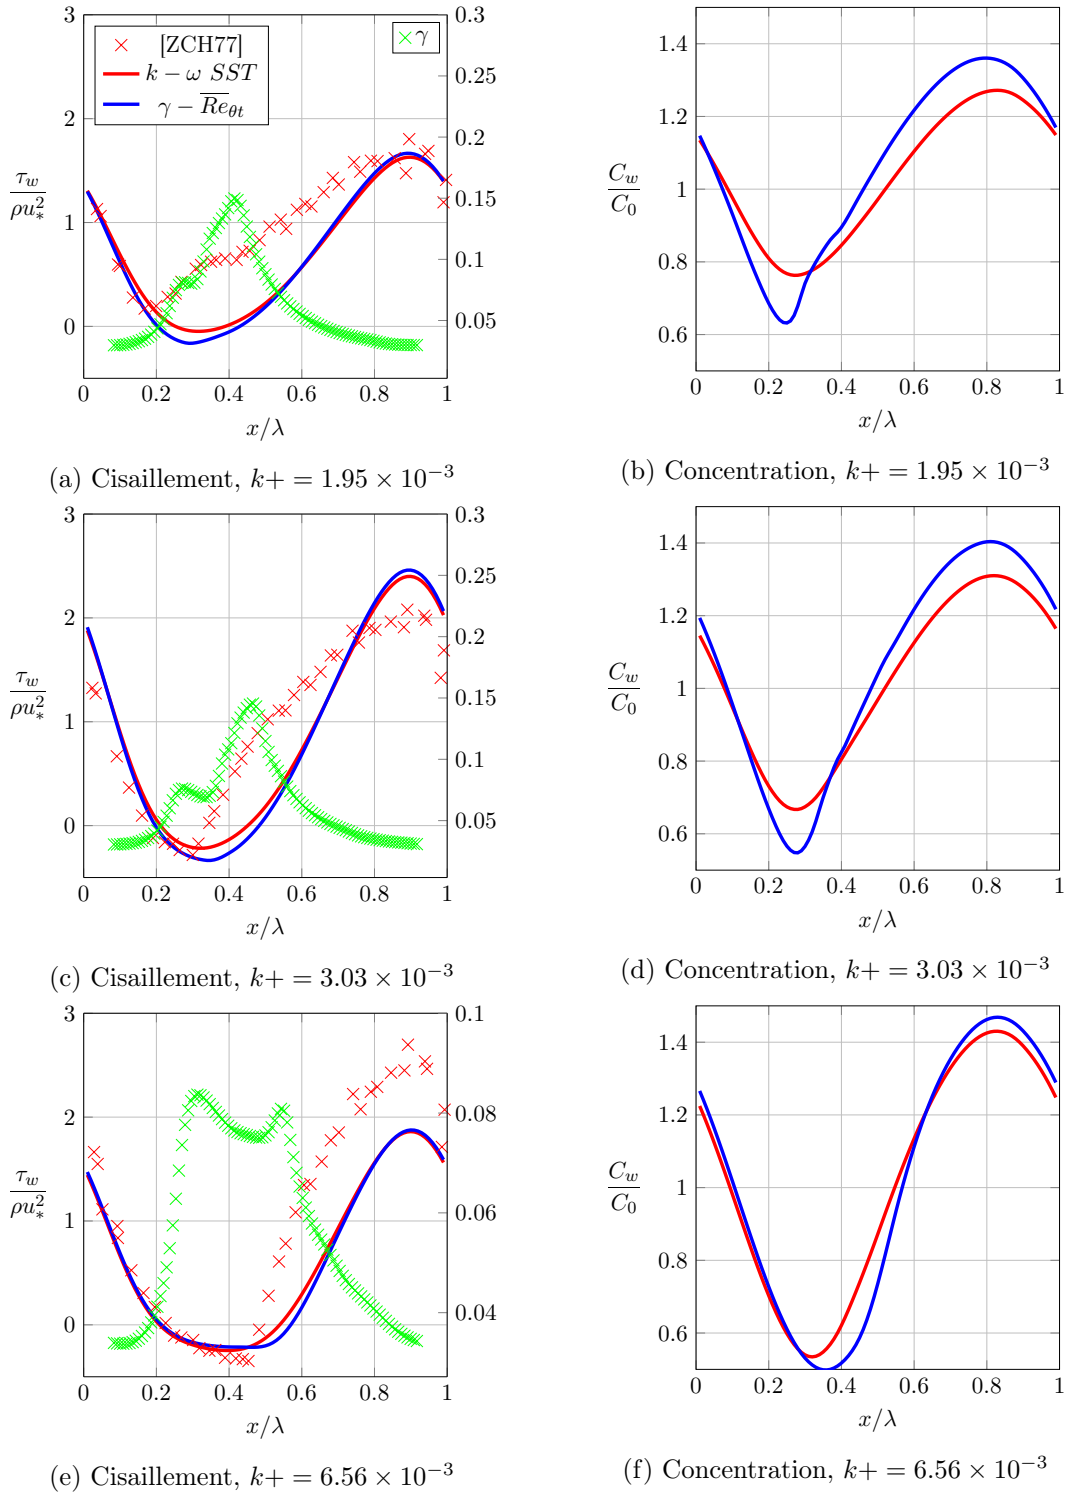 3
2
1
0
0.3
0.25
0.2
0.15
0.1
0.05
[ZCH77]
k − ω SST
γ − \overline{Re}_{θt}
γ
τ_w
ρu_*^2
0 0.2 0.4 0.6 0.8 1
x/λ
(a) Cisaillement, k+ = 1.95 × 10^{−3}
1.4
1.2
1
0.8
0.6
C_w
C_0
0 0.2 0.4 0.6 0.8 1
x/λ
(b) Concentration, k+ = 1.95 × 10^{−3}
3
2
1
0
0.3
0.25
0.2
0.15
0.1
0.05
τ_w
ρu_*^2
0 0.2 0.4 0.6 0.8 1
x/λ
(c) Cisaillement, k+ = 3.03 × 10^{−3}
1.4
1.2
1
0.8
0.6
C_w
C_0
0 0.2 0.4 0.6 0.8 1
x/λ
(d) Concentration, k+ = 3.03 × 10^{−3}
3
2
1
0
0.1
0.08
0.06
0.04
τ_w
ρu_*^2
0 0.2 0.4 0.6 0.8 1
x/λ
(e) Cisaillement, k+ = 6.56 × 10^{−3}
1.4
1.2
1
0.8
0.6
C_w
C_0
0 0.2 0.4 0.6 0.8 1
x/λ
(f) Concentration, k+ = 6.56 × 10^{−3}